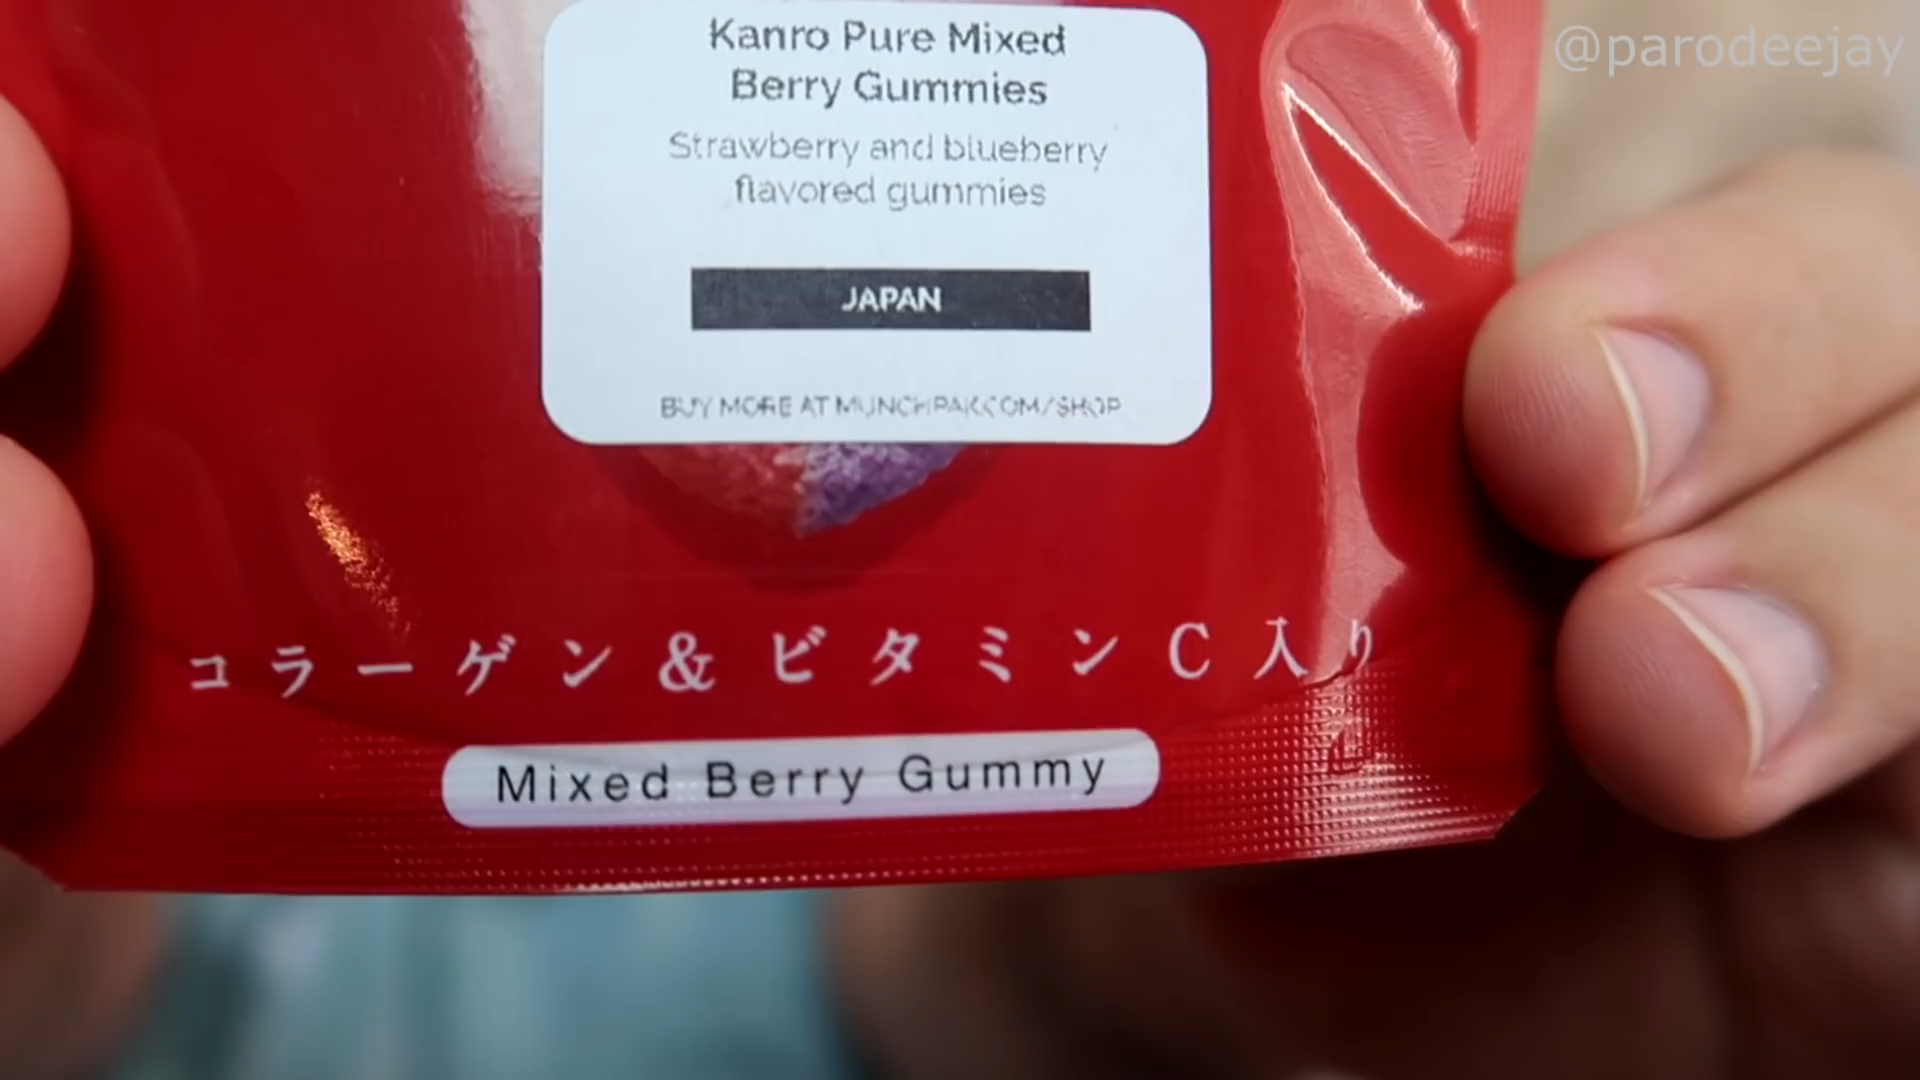 @parodeejay
Kanro Pure Mixed
Berry Gummies
Strawberry and blueberry
flavored gummies
JAPAN
BUY MORE AT MUNCHPAK.COM/SHOP
コラーゲン&ビタミンC入り
Mixed Berry Gummy